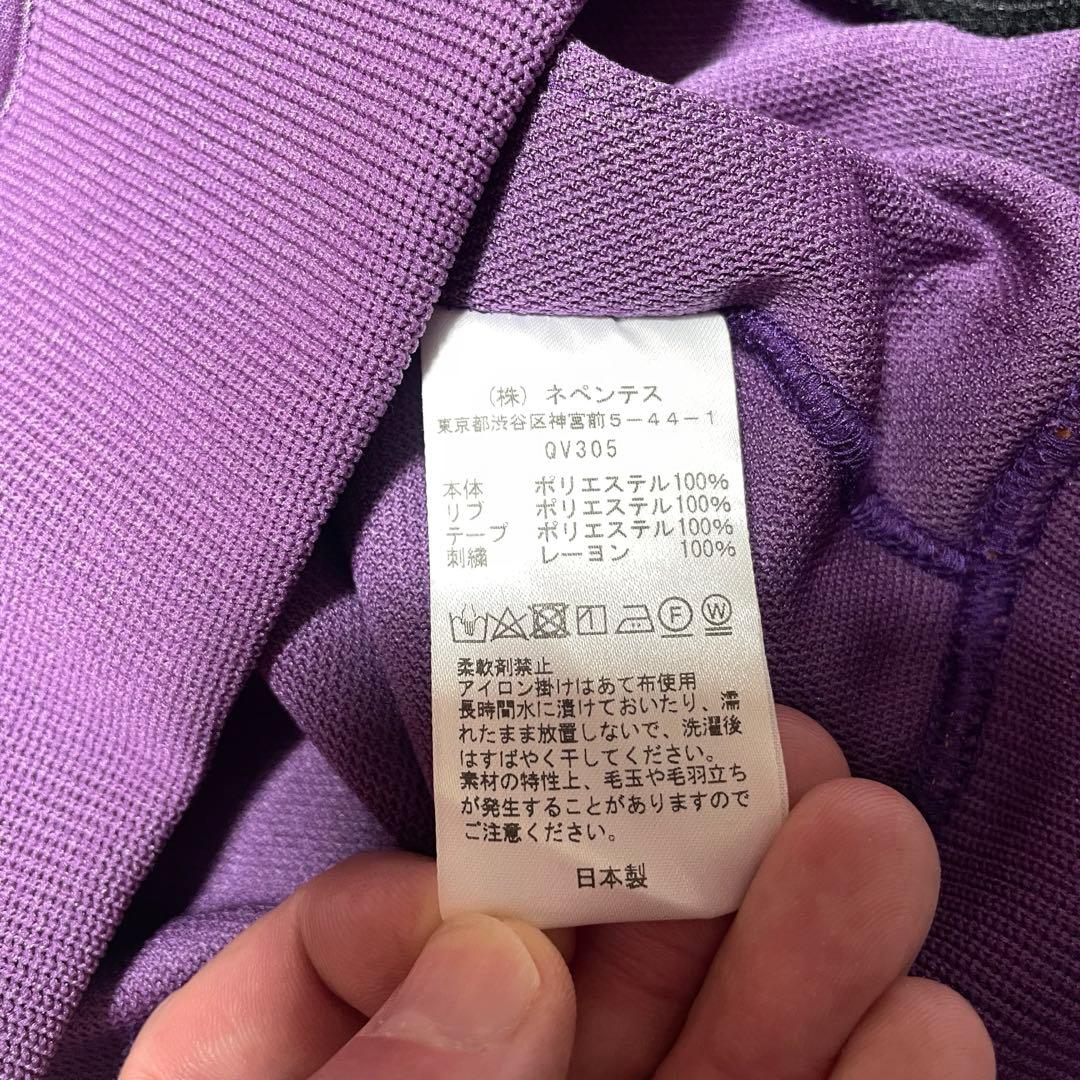 (株) ネペンテス
東京都渋谷区神宮前5-44-1
QV305
本体 ポリエステル100%
リブ ポリエステル100%
テープ ポリエステル100%
刺繍 レーヨン 100%
F W
柔軟剤禁止
アイロン掛けはあて布使用
長時間水に漬けておいたり、濡
れたまま放置しないで、洗濯後
はすばやく干してください。
素材の特性上、毛玉や毛羽立ち
が発生することがありますので
ご注意ください。
日本製